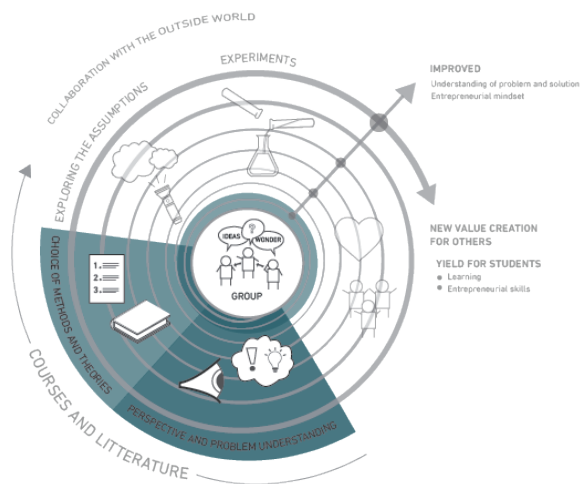 COLLABORATION WITH THE OUTSIDE WORLD
EXPERIMENTS
EXPLORING THE ASSUMPTIONS
IMPROVED
Understanding of problem and solution
Entrepreneurial mindset
IDEAS
?
WONDER
GROUP
NEW VALUE CREATION
FOR OTHERS
YIELD FOR STUDENTS
Learning
Entrepreneurial skills
1.
2.
3.
!
CHOICE OF METHODS AND THEORIES
PERSPECTIVE AND PROBLEM UNDERSTANDING
COURSES AND LITTERATURE